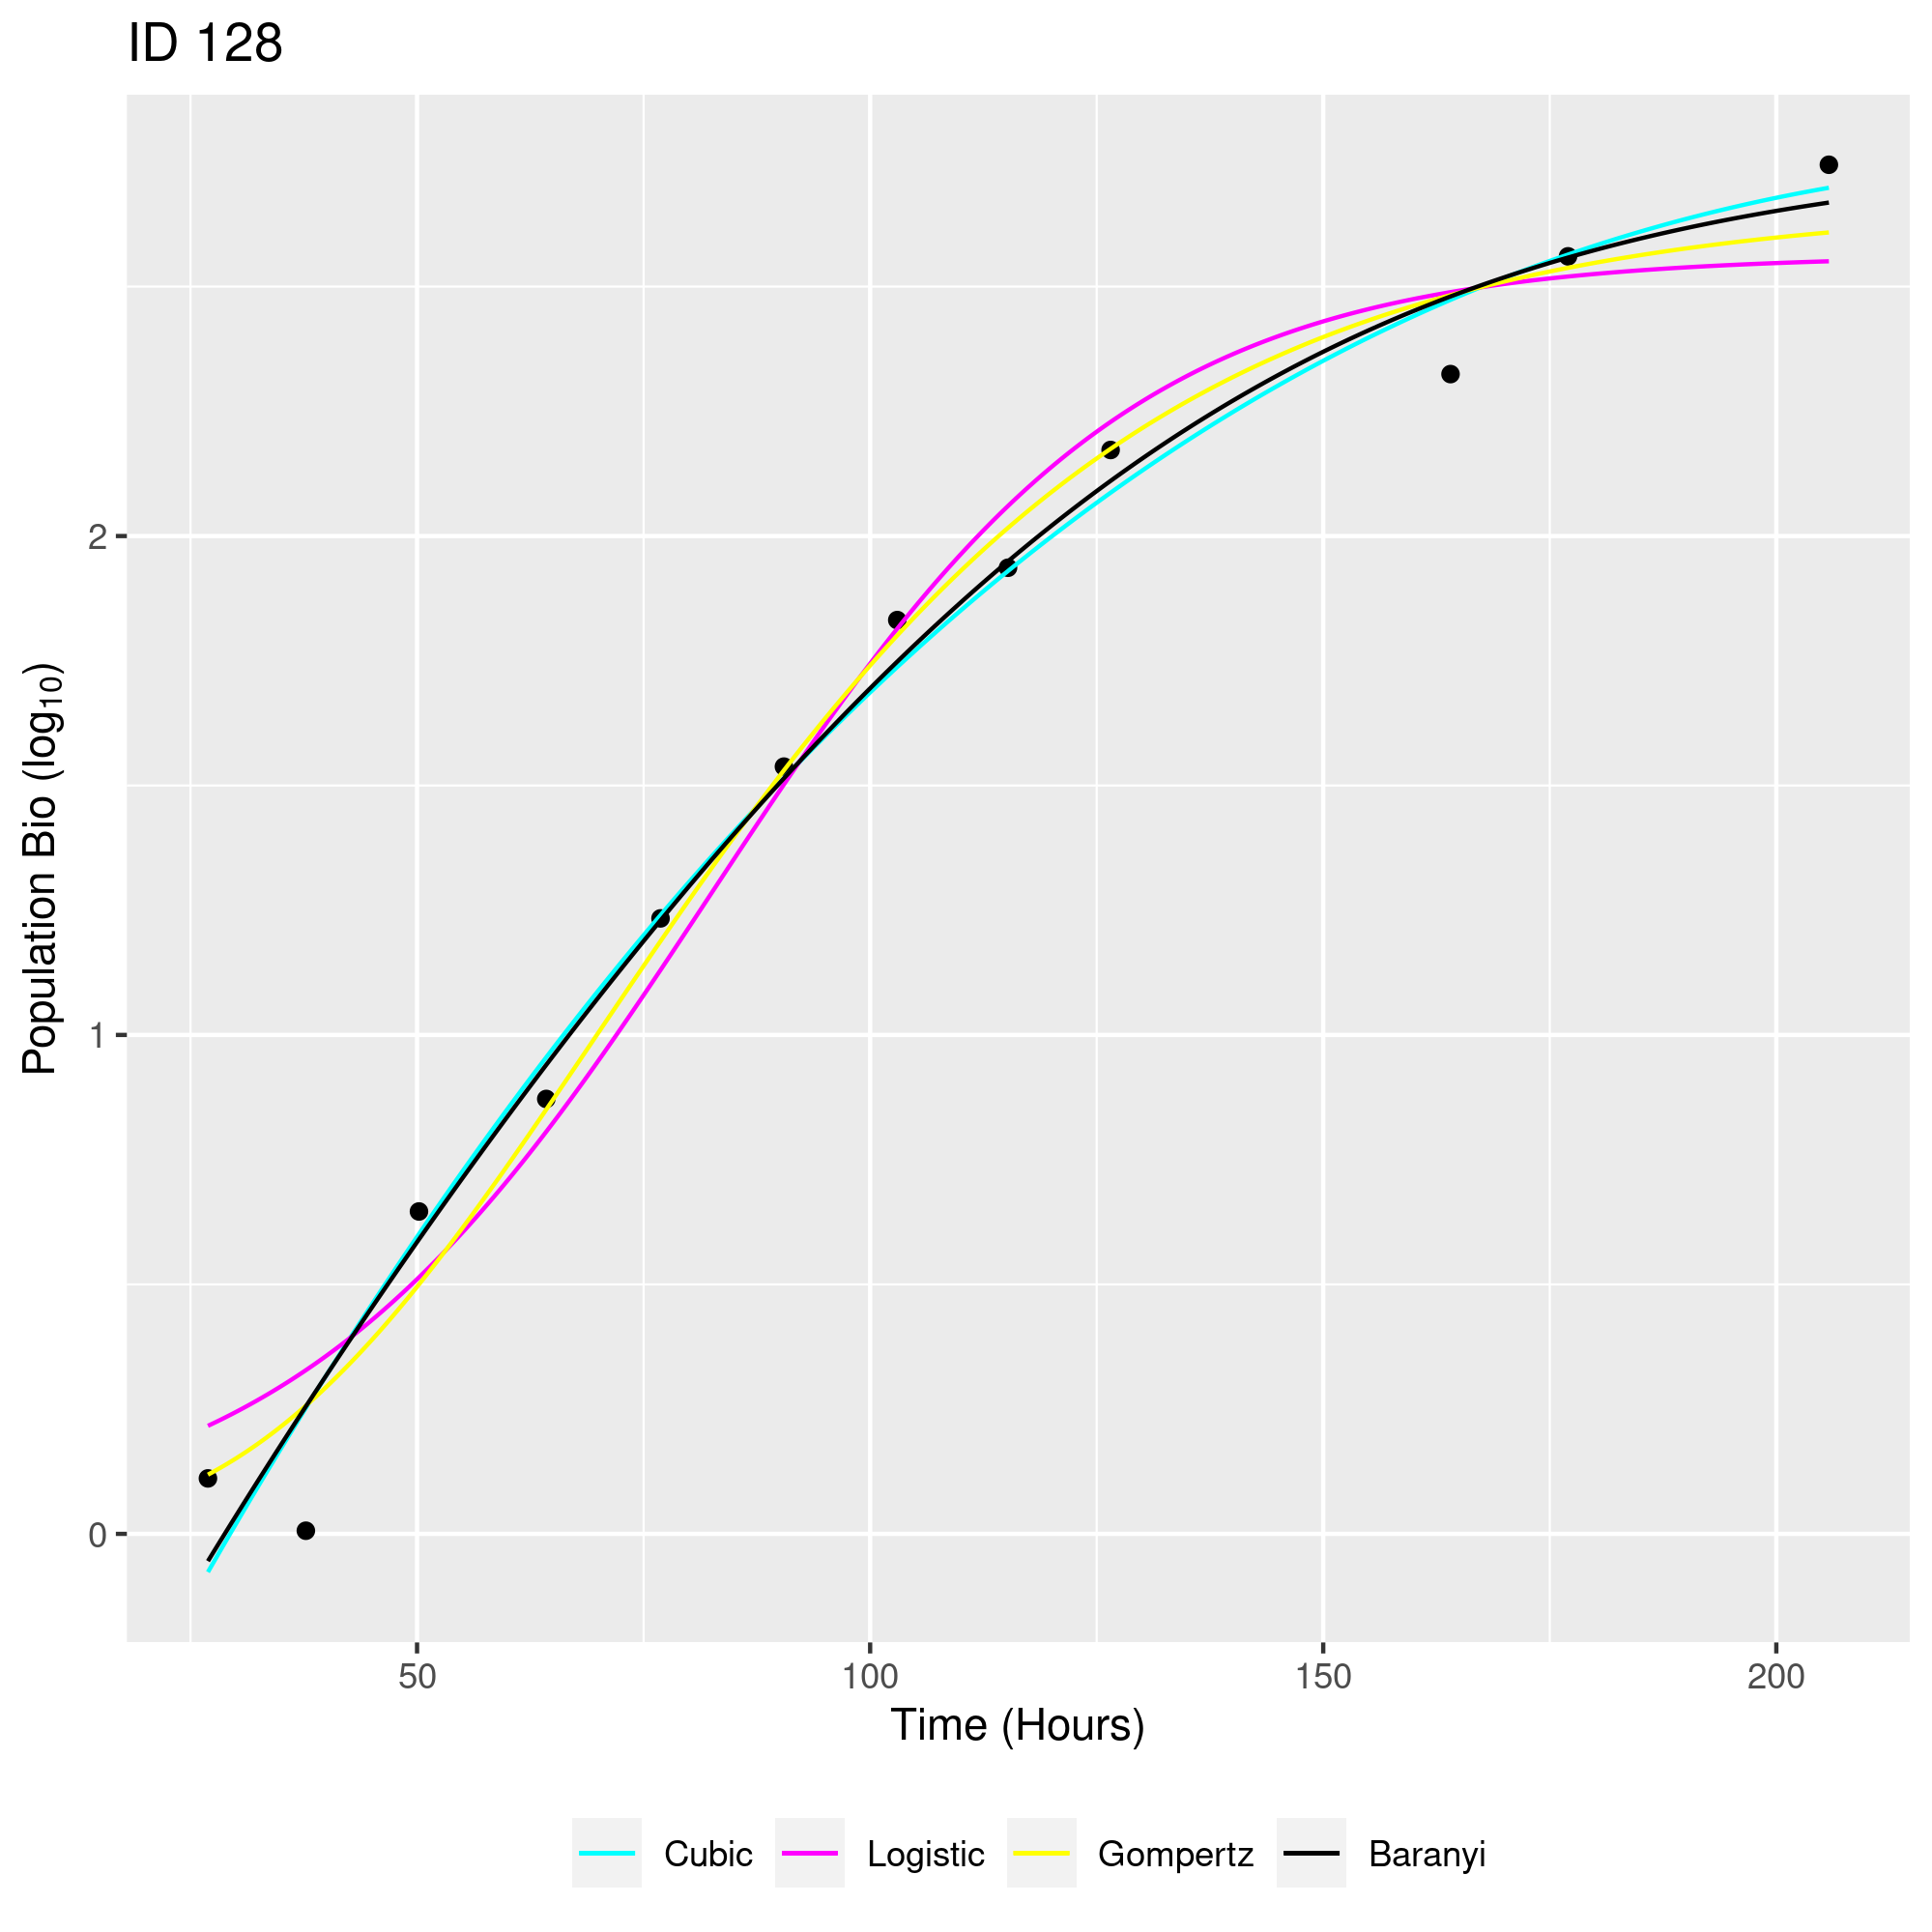 ID 128
Population Bio (log₁₀)
2
1
0
50 100 150 200
Time (Hours)
Cubic Logistic Gompertz Baranyi